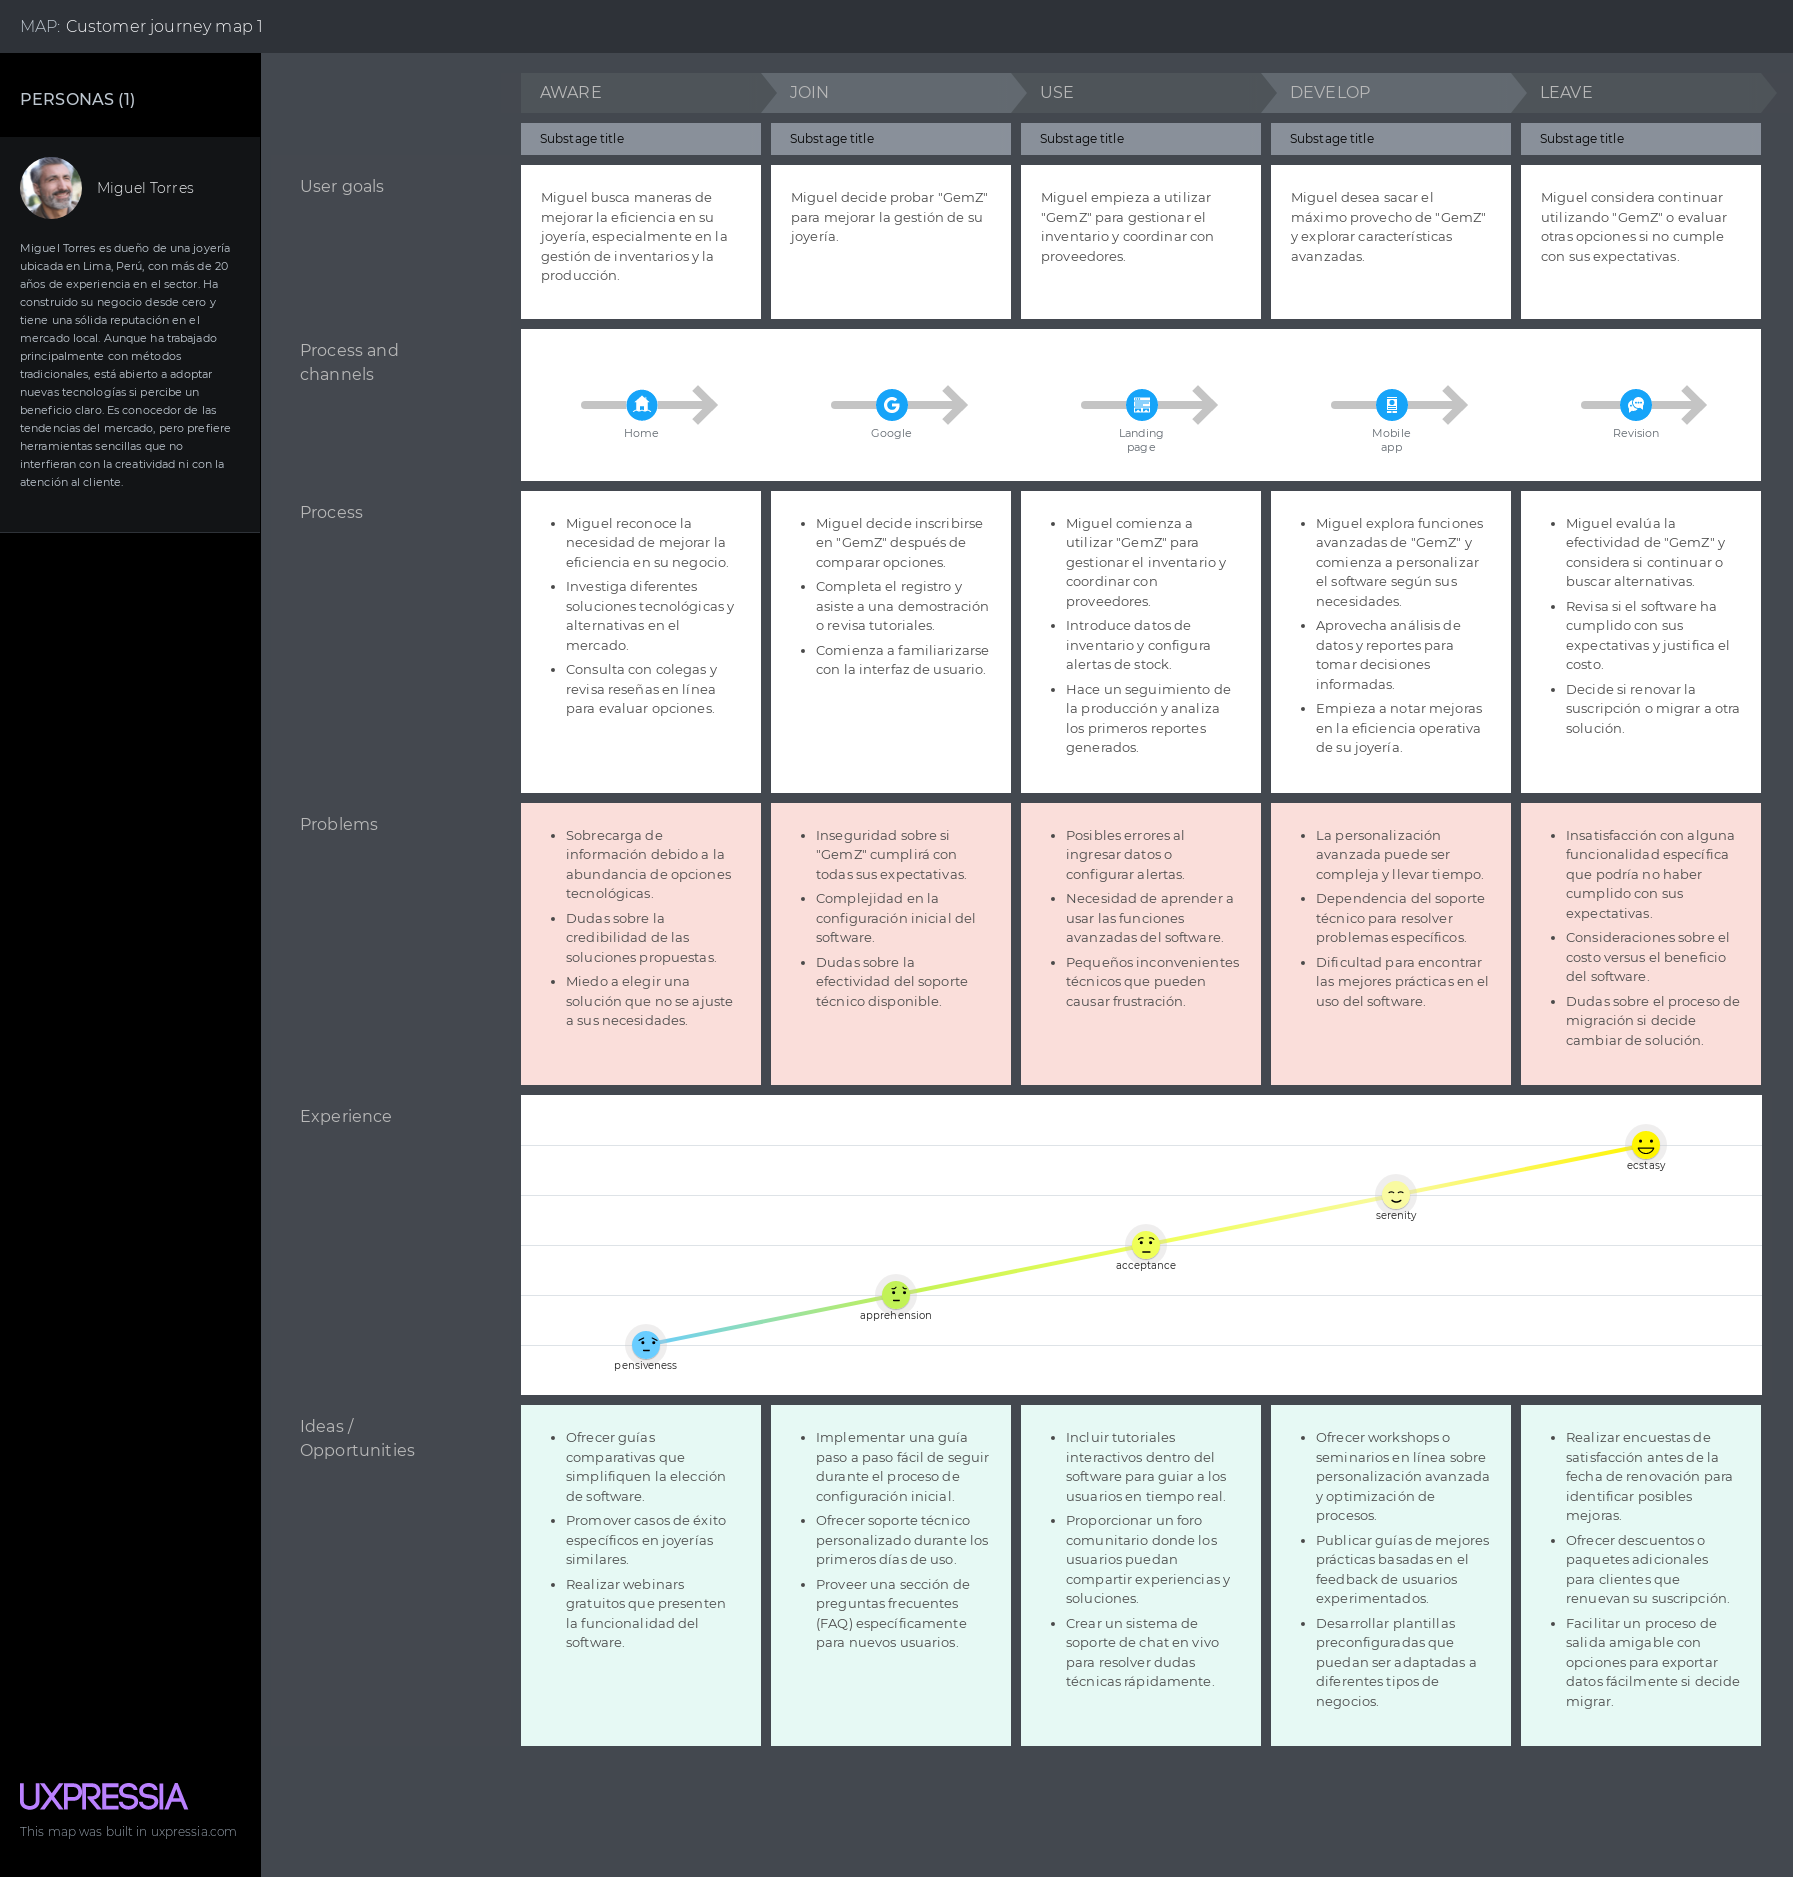 MAP: Customer journey map 1
PERSONAS (1)
Miguel Torres
Miguel Torres es dueño de una joyería
ubicada en Lima, Perú, con más de 20
años de experiencia en el sector. Ha
construido su negocio desde cero y
tiene una sólida reputación en el
mercado local. Aunque ha trabajado
principalmente con métodos
tradicionales, está abierto a adoptar
nuevas tecnologías si percibe un
beneficio claro. Es conocedor de las
tendencias del mercado, pero prefiere
herramientas sencillas que no
interfieran con la creatividad ni con la
atención al cliente.
AWARE
JOIN
USE
DEVELOP
LEAVE
Substage title
Substage title
Substage title
Substage title
Substage title
User goals
Miguel busca maneras de
mejorar la eficiencia en su
joyería, especialmente en la
gestión de inventarios y la
producción.
Miguel decide probar "GemZ"
para mejorar la gestión de su
joyería.
Miguel empieza a utilizar
"GemZ" para gestionar el
inventario y coordinar con
proveedores.
Miguel desea sacar el
máximo provecho de "GemZ"
y explorar características
avanzadas.
Miguel considera continuar
utilizando "GemZ" o evaluar
otras opciones si no cumple
con sus expectativas.
Process and
channels
Home
Google
Landing
page
Mobile
app
Revision
Process
• Miguel reconoce la
necesidad de mejorar la
eficiencia en su negocio.
• Investiga diferentes
soluciones tecnológicas y
alternativas en el
mercado.
• Consulta con colegas y
revisa reseñas en línea
para evaluar opciones.
• Miguel decide inscribirse
en "GemZ" después de
comparar opciones.
• Completa el registro y
asiste a una demostración
o revisa tutoriales.
• Comienza a familiarizarse
con la interfaz de usuario.
• Miguel comienza a
utilizar "GemZ" para
gestionar el inventario y
coordinar con
proveedores.
• Introduce datos de
inventario y configura
alertas de stock.
• Hace un seguimiento de
la producción y analiza
los primeros reportes
generados.
• Miguel explora funciones
avanzadas de "GemZ" y
comienza a personalizar
el software según sus
necesidades.
• Aprovecha análisis de
datos y reportes para
tomar decisiones
informadas.
• Empieza a notar mejoras
en la eficiencia operativa
de su joyería.
• Miguel evalúa la
efectividad de "GemZ" y
considera si continuar o
buscar alternativas.
• Revisa si el software ha
cumplido con sus
expectativas y justifica el
costo.
• Decide si renovar la
suscripción o migrar a otra
solución.
Problems
• Sobrecarga de
información debido a la
abundancia de opciones
tecnológicas.
• Dudas sobre la
credibilidad de las
soluciones propuestas.
• Miedo a elegir una
solución que no se ajuste
a sus necesidades.
• Inseguridad sobre si
"GemZ" cumplirá con
todas sus expectativas.
• Complejidad en la
configuración inicial del
software.
• Dudas sobre la
efectividad del soporte
técnico disponible.
• Posibles errores al
ingresar datos o
configurar alertas.
• Necesidad de aprender a
usar las funciones
avanzadas del software.
• Pequeños inconvenientes
técnicos que pueden
causar frustración.
• La personalización
avanzada puede ser
compleja y llevar tiempo.
• Dependencia del soporte
técnico para resolver
problemas específicos.
• Dificultad para encontrar
las mejores prácticas en el
uso del software.
• Insatisfacción con alguna
funcionalidad específica
que podría no haber
cumplido con sus
expectativas.
• Consideraciones sobre el
costo versus el beneficio
del software.
• Dudas sobre el proceso de
migración si decide
cambiar de solución.
Experience
ecstasy
serenity
acceptance
apprehension
pensiveness
Ideas /
Opportunities
• Ofrecer guías
comparativas que
simplifiquen la elección
de software.
• Promover casos de éxito
específicos en joyerías
similares.
• Realizar webinars
gratuitos que presenten
la funcionalidad del
software.
• Implementar una guía
paso a paso fácil de seguir
durante el proceso de
configuración inicial.
• Ofrecer soporte técnico
personalizado durante los
primeros días de uso.
• Proveer una sección de
preguntas frecuentes
(FAQ) específicamente
para nuevos usuarios.
• Incluir tutoriales
interactivos dentro del
software para guiar a los
usuarios en tiempo real.
• Proporcionar un foro
comunitario donde los
usuarios puedan
compartir experiencias y
soluciones.
• Crear un sistema de
soporte de chat en vivo
para resolver dudas
técnicas rápidamente.
• Ofrecer workshops o
seminarios en línea sobre
personalización avanzada
y optimización de
procesos.
• Publicar guías de mejores
prácticas basadas en el
feedback de usuarios
experimentados.
• Desarrollar plantillas
preconfiguradas que
puedan ser adaptadas a
diferentes tipos de
negocios.
• Realizar encuestas de
satisfacción antes de la
fecha de renovación para
identificar posibles
mejoras.
• Ofrecer descuentos o
paquetes adicionales
para clientes que
renuevan su suscripción.
• Facilitar un proceso de
salida amigable con
opciones para exportar
datos fácilmente si decide
migrar.
UXPRESSIA
This map was built in uxpressia.com